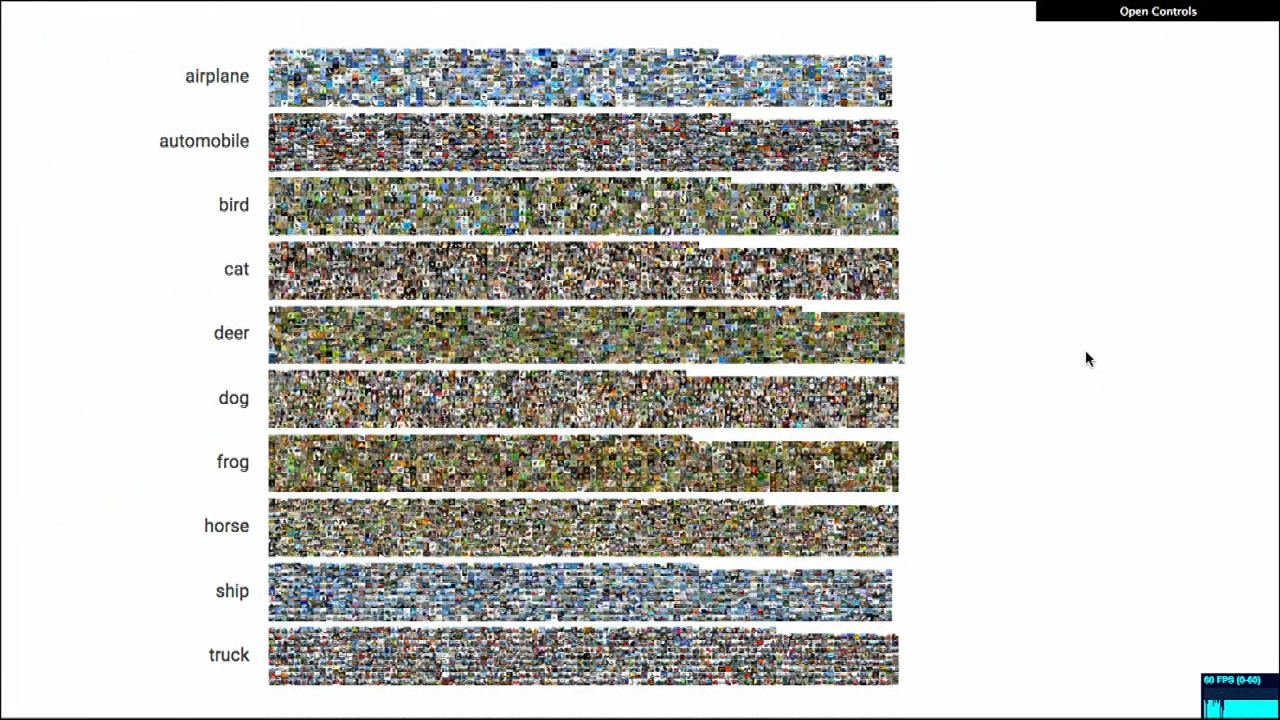 Open Controls
airplane
automobile
bird
cat
deer
dog
frog
horse
ship
truck
60 FPS (0-60)